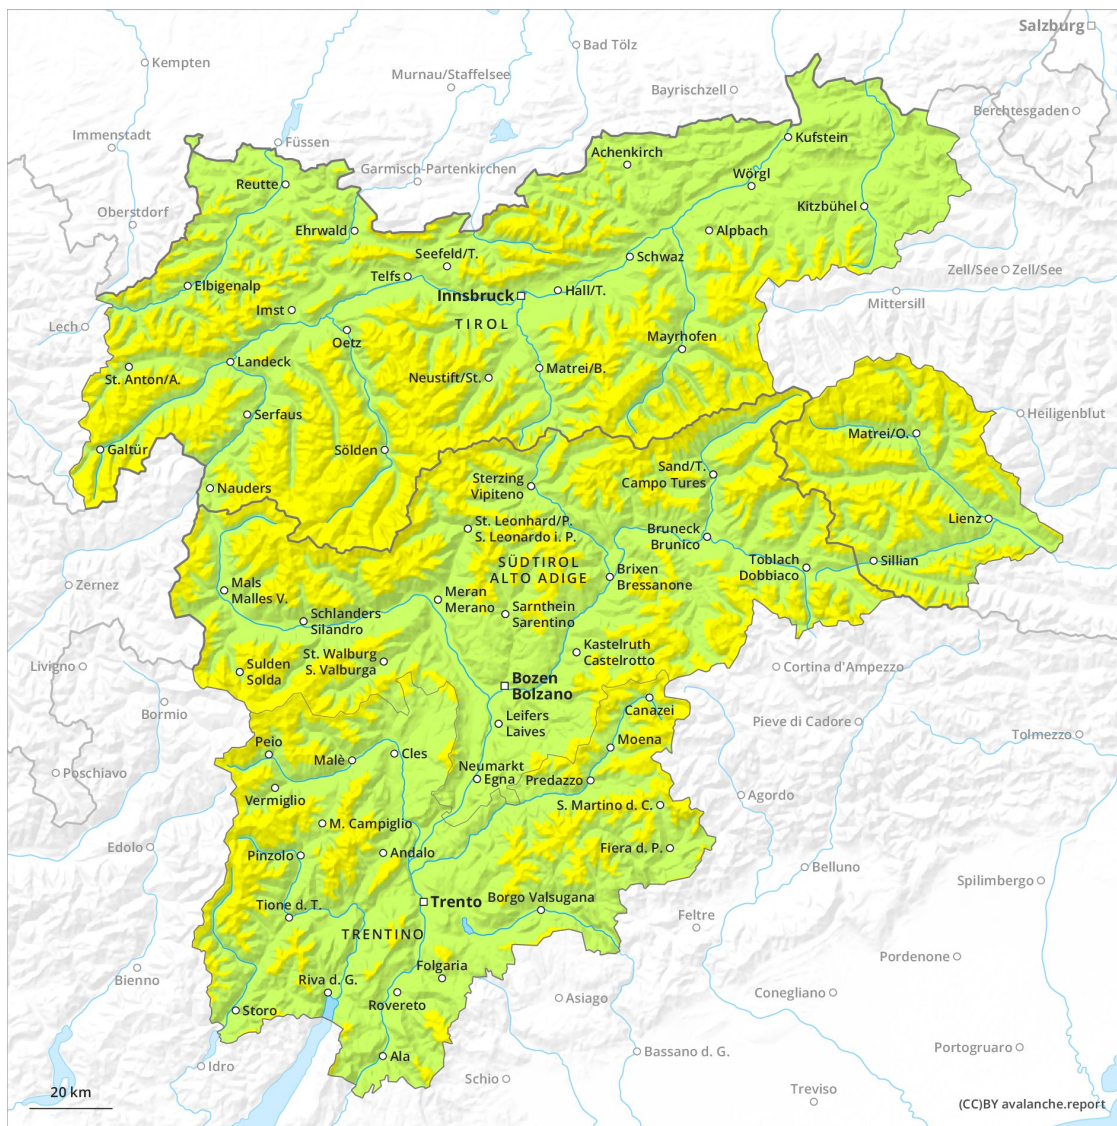 Salzburg
Bad Tölz
Kempten
Murnau/Staffelsee
Bayrischzell
Berchtesgaden
Immenstadt
Füssen
Kufstein
Achenkirch
Garmisch-Partenkirchen
Wörgl
Reutte
Kitzbühel
Oberstdorf
Ehrwald
Alpbach
Seefeld/T.
Schwaz
Telfs
Zell/See
Zell/See
Elbigenalp
Innsbruck
Hall/T.
Mittersill
Imst
TIROL
Lech
Oetz
Mayrhofen
Landeck
Matrei/B.
St. Anton/A.
Neustift/St.
Serfaus
Heiligenblut
Matrei/O.
Galtür
Sölden
Sand/T.
Campo Tures
Sterzing
Vipiteno
Nauders
Lienz
St. Leonhard/P.
S. Leonardo i. P.
Bruneck
Brunico
SÜDTIROL
ALTO ADIGE
Toblach
Dobbiaco
Sillian
Brixen
Bressanone
Zernez
Mals
Malles V.
Meran
Merano
Sarnthein
Sarentino
Schlanders
Silandro
Kastelruth
Castelrotto
St. Walburg
S. Valburga
Livigno
Sulden
Solda
Cortina d'Ampezzo
Bozen
Bolzano
Canazei
Bormio
Leifers
Laives
Pieve di Cadore
Tolmezzo
Peio
Moena
Cles
Malè
Poschiavo
Neumarkt
Egna
Predazzo
Vermiglio
Agordo
S. Martino d. C.
M. Campiglio
Edolo
Pinzolo
Andalo
Fiera d. P.
Belluno
Spilimbergo
Trento
Borgo Valsugana
Tione d. T.
Feltre
TRENTINO
Pordenone
Folgaria
Bienno
Riva d. G.
Conegliano
Asiago
Rovereto
Storo
Portogruaro
Bassano d. G.
Ala
Idro
Schio
Treviso
20 km
(CC)BY avalanche.report